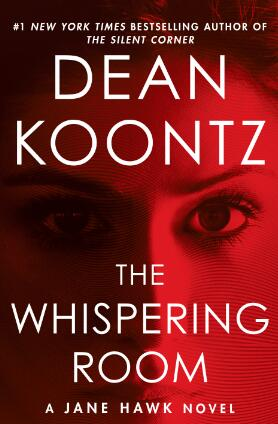 #1 NEW YORK TIMES BESTSELLING AUTHOR OF
THE SILENT CORNER
DEAN
KOONTZ
THE
WHISPERING
ROOM
A JANE HAWK NOVEL